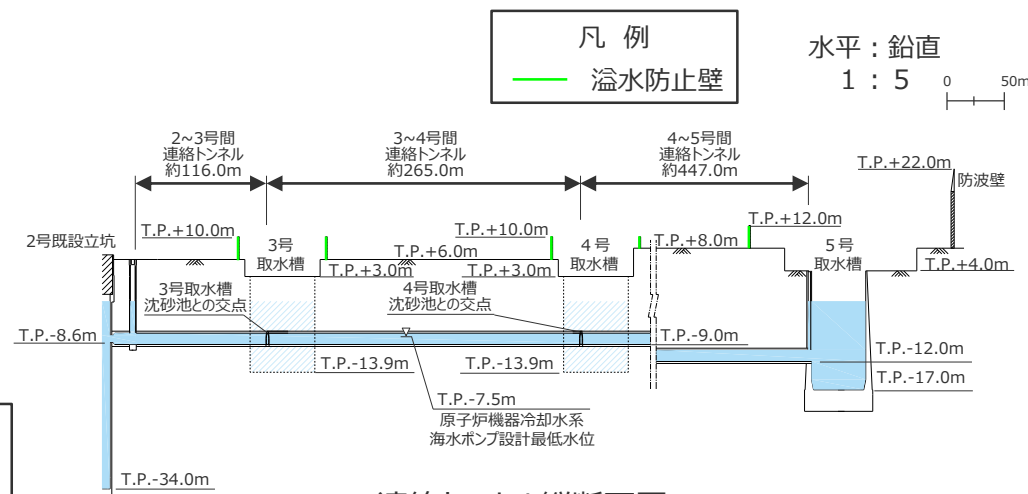 凡 例
溢水防止壁
水平：鉛直
1：5
0 50m
2~3号間
連絡トンネル
約116.0m
3~4号間
連絡トンネル
約265.0m
4~5号間
連絡トンネル
約447.0m
T.P.+22.0m
防波壁
2号既設立坑
T.P.+10.0m
3号
取水槽
T.P.+10.0m
4号
取水槽
T.P.+12.0m
5号
取水槽
T.P.+6.0m
T.P.+8.0m
T.P.+3.0m
T.P.+3.0m
T.P.+4.0m
3号取水槽
沈砂池との交点
4号取水槽
沈砂池との交点
T.P.-8.6m
T.P.-9.0m
T.P.-12.0m
T.P.-13.9m
T.P.-13.9m
T.P.-17.0m
T.P.-7.5m
原子炉機器冷却水系
海水ポンプ設計最低水位
T.P.-34.0m